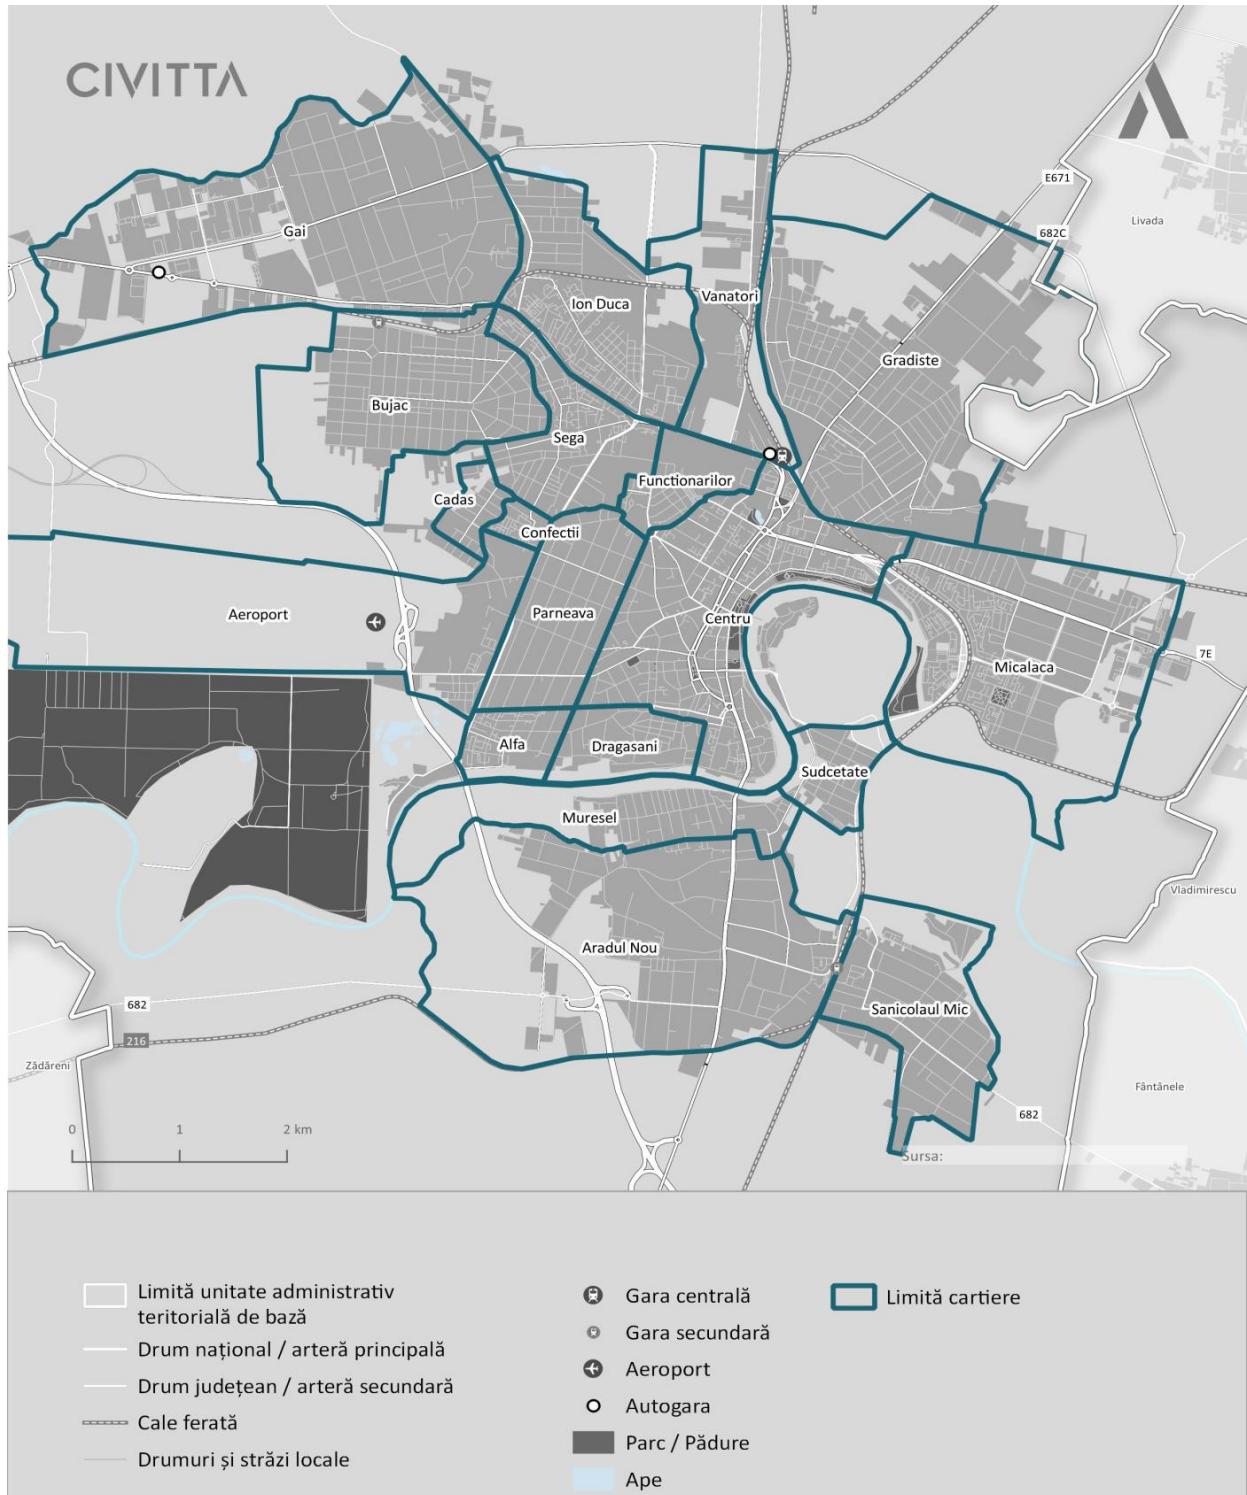 CIVITTA
E671
Livada
682C
Gai
Vanatori
Ion Duca
Gradiste
Bujac
Sega
Functionarilor
Cadas
Confectii
Aeroport
Parneava
Centru
7E
Micalaca
Alfa
Dragasani
Sudcetate
Muresel
Vladimirescu
Aradul Nou
682
Sanicolaul Mic
216
Zădăreni
Fântânele
682
0 1 2 km
Sursa:
Limită unitate administrativ
teritorială de bază
Drum național / arteră principală
Drum județean / arteră secundară
Cale ferată
Drumuri și străzi locale
Gara centrală
Gara secundară
Aeroport
Autogara
Parc / Pădure
Ape
Limită cartiere